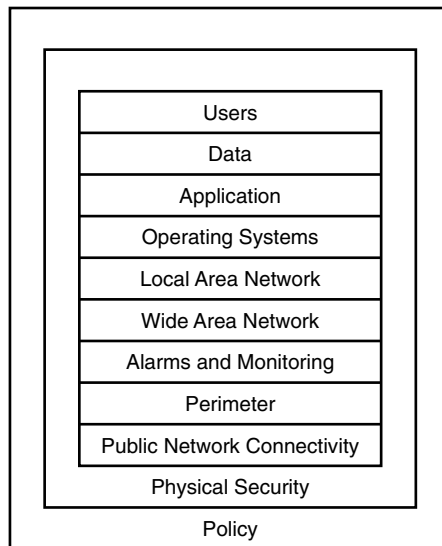 Users
Data
Application
Operating Systems
Local Area Network
Wide Area Network
Alarms and Monitoring
Perimeter
Public Network Connectivity
Physical Security
Policy